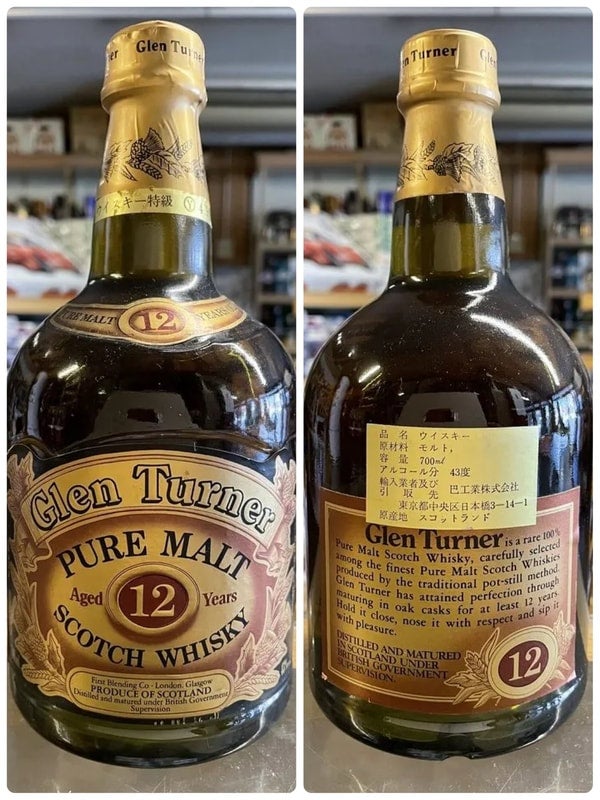 Glen Turner
ウイスキー特級
PURE MALT 12 YEARS
Glen Turner
PURE MALT
Aged 12 Years
SCOTCH WHISKY
First Blending Co - London, Glasgow
PRODUCE OF SCOTLAND
Distilled and matured under British Government
Supervision
Glen Turner
品名 ウイスキー
原材料 モルト,
容量 700ml
アルコール分 43度
輸入業者及び
引取先 巴工業株式会社
東京都中央区日本橋3-14-1
原産地 スコットランド
Glen Turner is a rare 100%
Pure Malt Scotch Whisky, carefully selected
among the finest Pure Malt Scotch Whiskies
produced by the traditional pot-still method.
Glen Turner has attained perfection through
maturing in oak casks for at least 12 years.
Hold it close, nose it with respect and sip it
with pleasure.
DISTILLED AND MATURED
IN SCOTLAND UNDER
BRITISH GOVERNMENT
SUPERVISION.
12